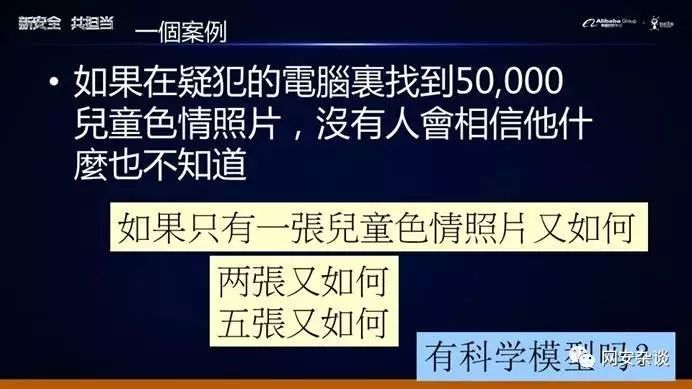 新安全 共担当
一個案例
Alibaba Group
• 如果在疑犯的電腦裏找到50,000
兒童色情照片，沒有人會相信他什
麼也不知道
如果只有一張兒童色情照片又如何
两張又如何
五張又如何
有科学模型吗？
网安杂谈